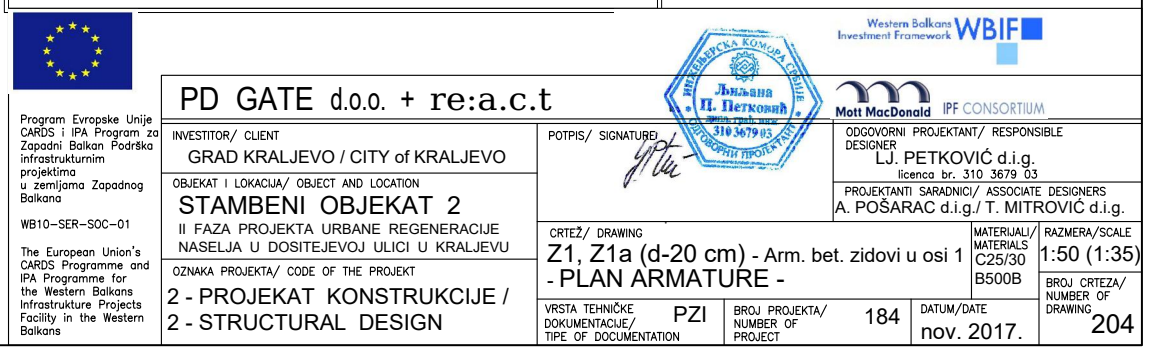 Program Evropske Unije
CARDS i IPA Program za
Zapadni Balkan Podrška
infrastrukturnim
projektima
u zemljama Zapadnog
Balkana
WB10-SER-SOC-01
The European Union's
CARDS Programme and
IPA Programme for
the Western Balkans
Infrastrukture Projects
Facility in the Western
Balkans
PD GATE d.o.o. + re:a.c.t
ИНЖЕЊЕРСКА КОМОРА СРБИЈЕ
Љиљана
П. Петковић
дипл. грађ. инж.
310 3679 03
ОДГОВОРНИ ПРОЈЕКТАНТ
Western Balkans
Investment Framework
WBIF
Mott MacDonald IPF CONSORTIUM
INVESTITOR/ CLIENT
GRAD KRALJEVO / CITY of KRALJEVO
OBJEKAT I LOKACIJA/ OBJECT AND LOCATION
STAMBENI OBJEKAT 2
II FAZA PROJEKTA URBANE REGENERACIJE
NASELJA U DOSITEJEVOJ ULICI U KRALJEVU
OZNAKA PROJEKTA/ CODE OF THE PROJEKT
2 - PROJEKAT KONSTRUKCIJE /
2 - STRUCTURAL DESIGN
POTPIS/ SIGNATURE
ODGOVORNI PROJEKTANT/ RESPONSIBLE
DESIGNER
LJ. PETKOVIĆ d.i.g.
licenca br. 310 3679 03
PROJEKTANTI SARADNICI/ ASSOCIATE DESIGNERS
A. POŠARAC d.i.g./ T. MITROVIĆ d.i.g.
CRTEŽ/ DRAWING
Z1, Z1a (d-20 cm) - Arm. bet. zidovi u osi 1
- PLAN ARMATURE -
MATERIJALI/
MATERIALS
C25/30
B500B
RAZMERA/SCALE
1:50 (1:35)
VRSTA TEHNIČKE
DOKUMENTACIJE/
TIPE OF DOCUMENTATION
PZI
BROJ PROJEKTA/
NUMBER OF
PROJECT
184
DATUM/DATE
nov. 2017.
BROJ CRTEZA/
NUMBER OF
DRAWING
204